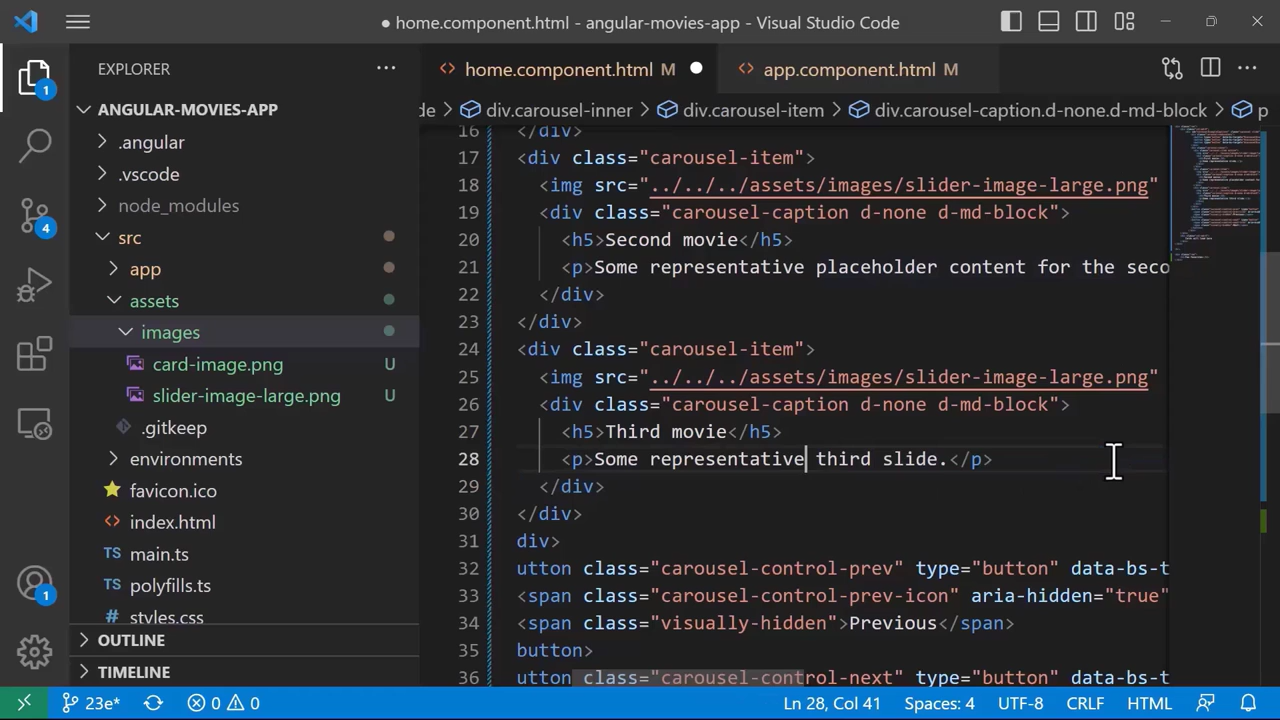 home.component.html - angular-movies-app - Visual Studio Code
EXPLORER
home.component.html M
app.component.html M
ANGULAR-MOVIES-APP
de > div.carousel-inner > div.carousel-item > div.carousel-caption.d-none.d-md-block > p
.angular
.vscode
node_modules
src
app
assets
images
card-image.png U
slider-image-large.png U
.gitkeep
environments
favicon.ico
index.html
TS main.ts
TS polyfills.ts
styles.css
OUTLINE
TIMELINE
1
4
1
16 </div>
17 <div class="carousel-item">
18 <img src="../../../assets/images/slider-image-large.png"
19 <div class="carousel-caption d-none d-md-block">
20 <h5>Second movie</h5>
21 <p>Some representative placeholder content for the seco
22 </div>
23 </div>
24 <div class="carousel-item">
25 <img src="../../../assets/images/slider-image-large.png"
26 <div class="carousel-caption d-none d-md-block">
27 <h5>Third movie</h5>
28 <p>Some representative third slide.</p>
29 </div>
30 </div>
31 div>
32 utton class="carousel-control-prev" type="button" data-bs-t
33 <span class="carousel-control-prev-icon" aria-hidden="true"
34 <span class="visually-hidden">Previous</span>
35 button>
36 utton class="carousel-control-next" type="button" data-bs-t
23e* 0 0 Ln 28, Col 41 Spaces: 4 UTF-8 CRLF HTML